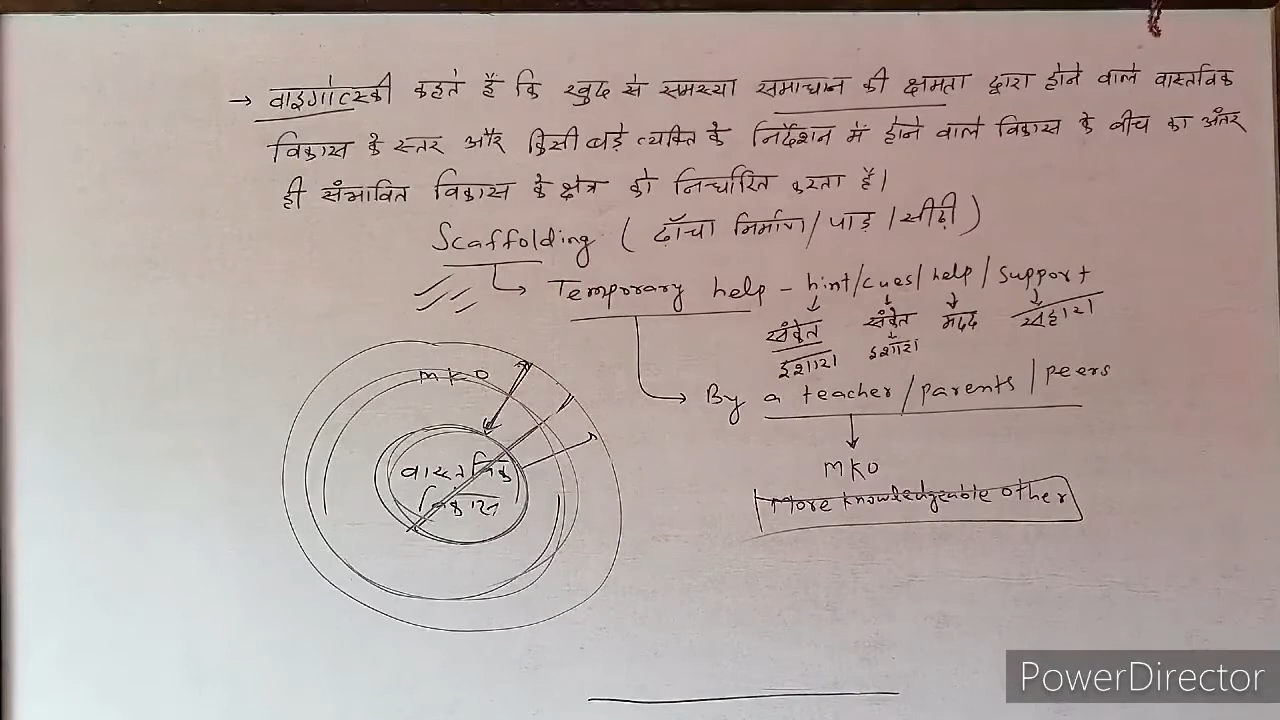 → वाइगोटस्की कहते हैं कि खुद से समस्या समाधान की क्षमता द्वारा होने वाले वास्तविक
विकास के स्तर और किसी बड़े व्यक्ति के निर्देशन में होने वाले विकास के बीच का अंतर
ही संभावित विकास के क्षेत्र को निर्धारित करता है।
Scaffolding ( ढाँचा निर्माण / पाड़ / सीढ़ी )
Temporary help - hint/cues/help/support
संकेत संकेत मदद सहारा
इशारा इशारा
By a teacher/parents/peers
MKO
More knowledgeable other
MKO
वास्तविक
विकास
PowerDirector